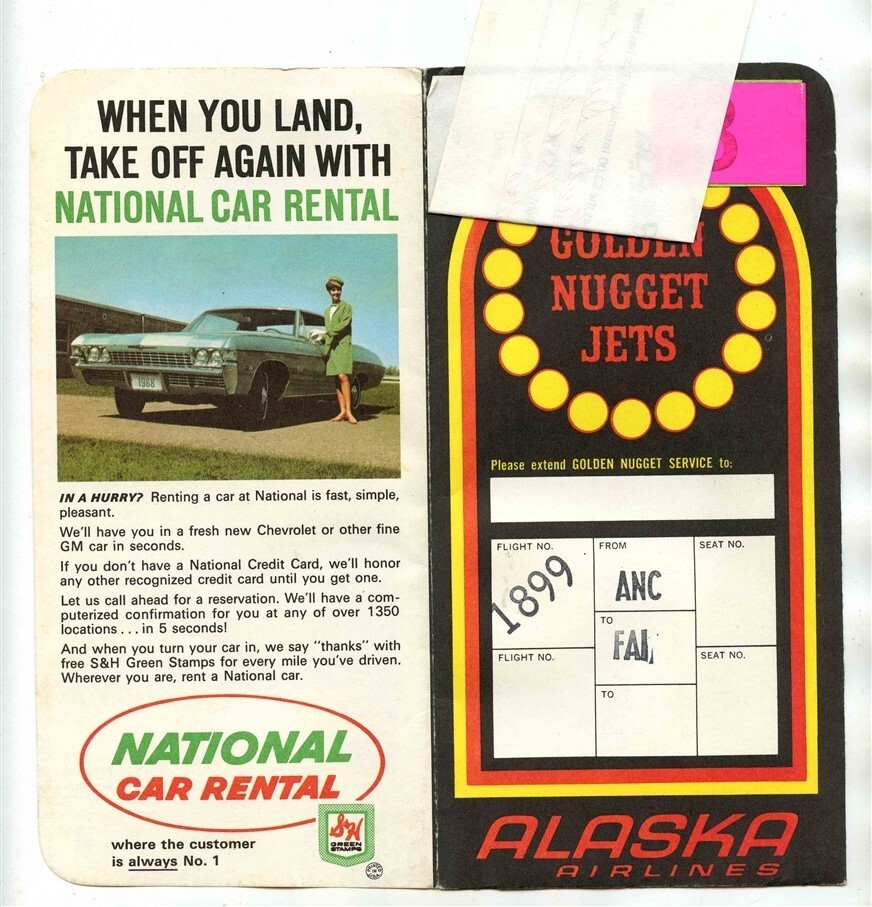 WHEN YOU LAND,
TAKE OFF AGAIN WITH
NATIONAL CAR RENTAL
1968
IN A HURRY? Renting a car at National is fast, simple,
pleasant.
We'll have you in a fresh new Chevrolet or other fine
GM car in seconds.
If you don't have a National Credit Card, we'll honor
any other recognized credit card until you get one.
Let us call ahead for a reservation. We'll have a com-
puterized confirmation for you at any of over 1350
locations . . . in 5 seconds!
And when you turn your car in, we say "thanks" with
free S&H Green Stamps for every mile you've driven.
Wherever you are, rent a National car.
NATIONAL
CAR RENTAL
S&H
GREEN
STAMPS
where the customer
is always No. 1
PRINTED
IN
U.S.A.
GOLDEN
NUGGET
JETS
Please extend GOLDEN NUGGET SERVICE to:
FLIGHT NO.
1899
FROM
ANC
SEAT NO.
TO
FAI
FLIGHT NO.
SEAT NO.
TO
ALASKA
AIRLINES